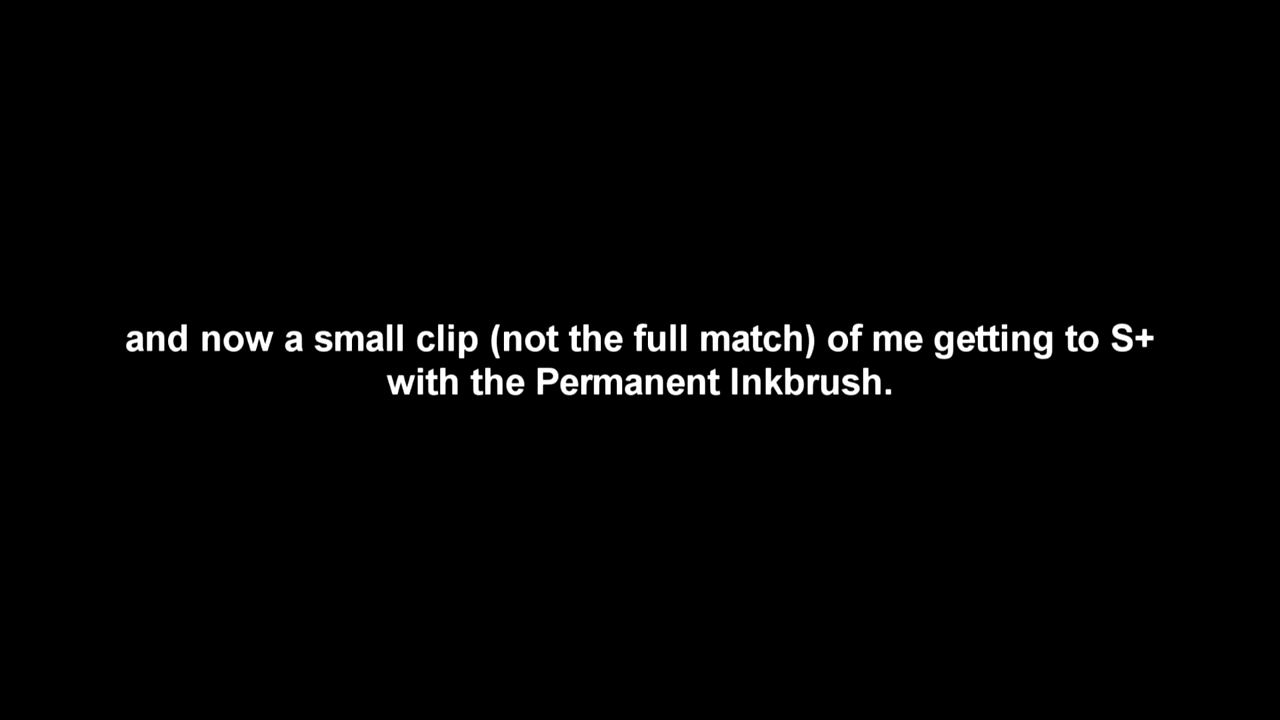 and now a small clip (not the full match) of me getting to S+
with the Permanent Inkbrush.